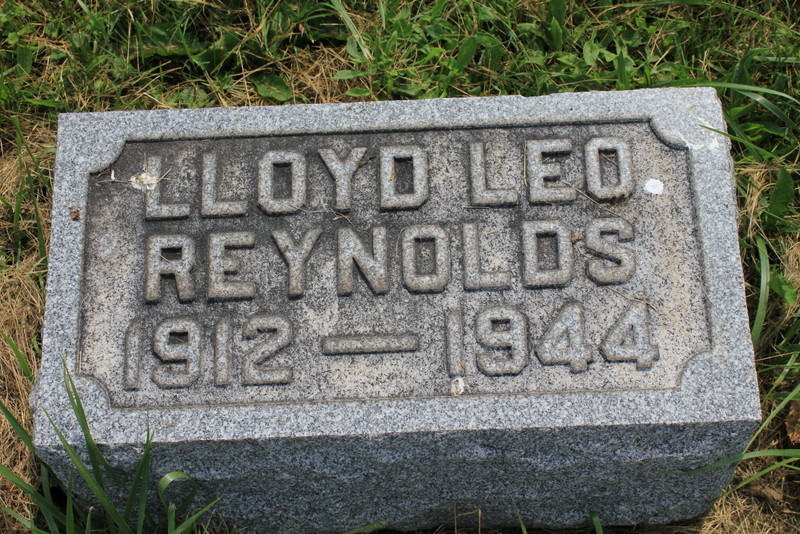 LLOYD LEO
REYNOLDS
1912 — 1944